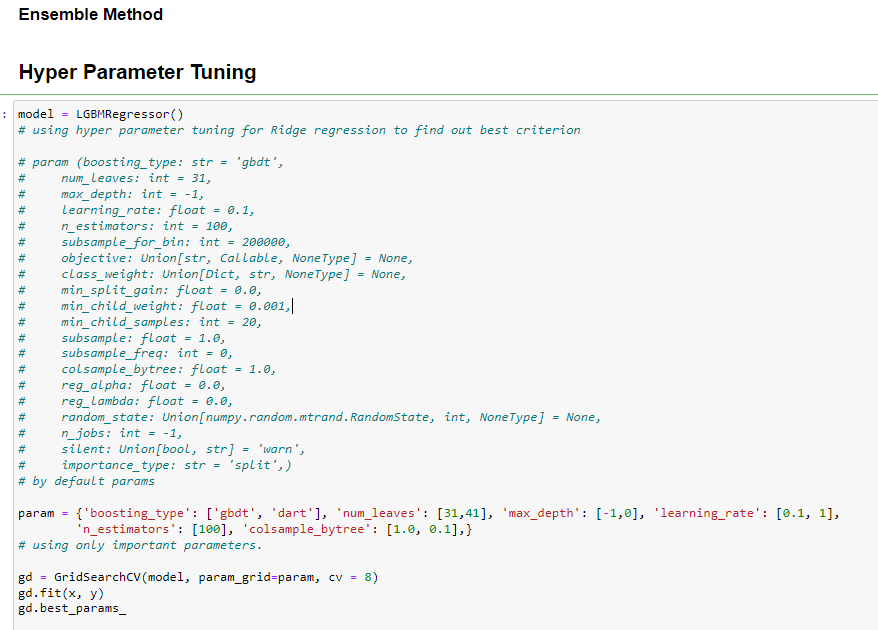 Ensemble Method
Hyper Parameter Tuning
: model = LGBMRegressor()
# using hyper parameter tuning for Ridge regression to find out best criterion
# param (boosting_type: str = 'gbdt',
#     num_leaves: int = 31,
#     max_depth: int = -1,
#     learning_rate: float = 0.1,
#     n_estimators: int = 100,
#     subsample_for_bin: int = 200000,
#     objective: Union[str, Callable, NoneType] = None,
#     class_weight: Union[Dict, str, NoneType] = None,
#     min_split_gain: float = 0.0,
#     min_child_weight: float = 0.001,
#     min_child_samples: int = 20,
#     subsample: float = 1.0,
#     subsample_freq: int = 0,
#     colsample_bytree: float = 1.0,
#     reg_alpha: float = 0.0,
#     reg_lambda: float = 0.0,
#     random_state: Union[numpy.random.mtrand.RandomState, int, NoneType] = None,
#     n_jobs: int = -1,
#     silent: Union[bool, str] = 'warn',
#     importance_type: str = 'split',)
# by default params
param = {'boosting_type': ['gbdt', 'dart'], 'num_leaves': [31,41], 'max_depth': [-1,0], 'learning_rate': [0.1, 1],
        'n_estimators': [100], 'colsample_bytree': [1.0, 0.1],}
# using only important parameters.
gd = GridSearchCV(model, param_grid=param, cv = 8)
gd.fit(x, y)
gd.best_params_